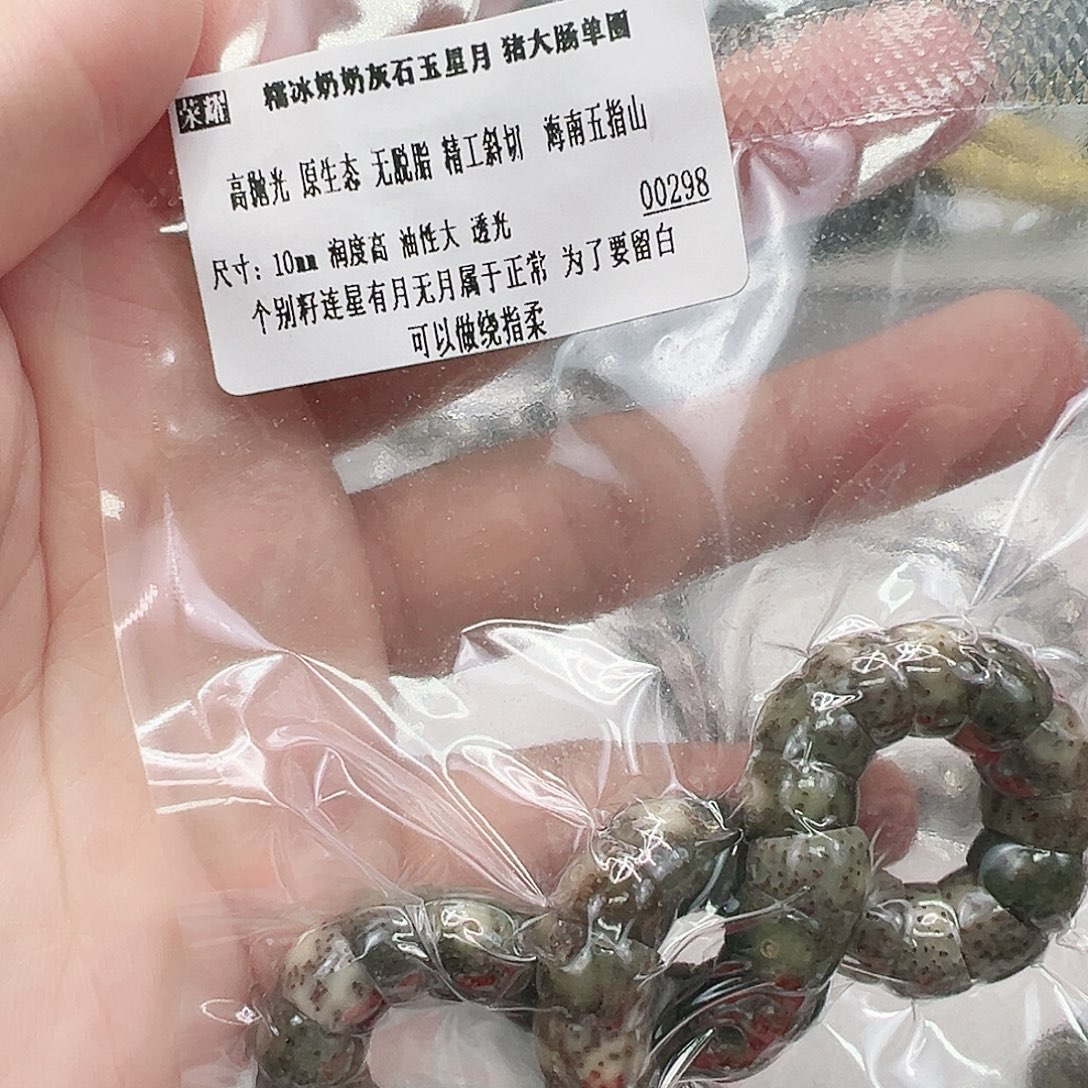 荣耀 糯冰奶奶灰石玉星月 猪大肠单圈
高抛光 原生态 无脱脂 精工斜切 海南五指山
00298
尺寸：10mm 润度高 油性大 透光
个别籽连星有月无月属于正常 为了要留白
可以做绕指柔